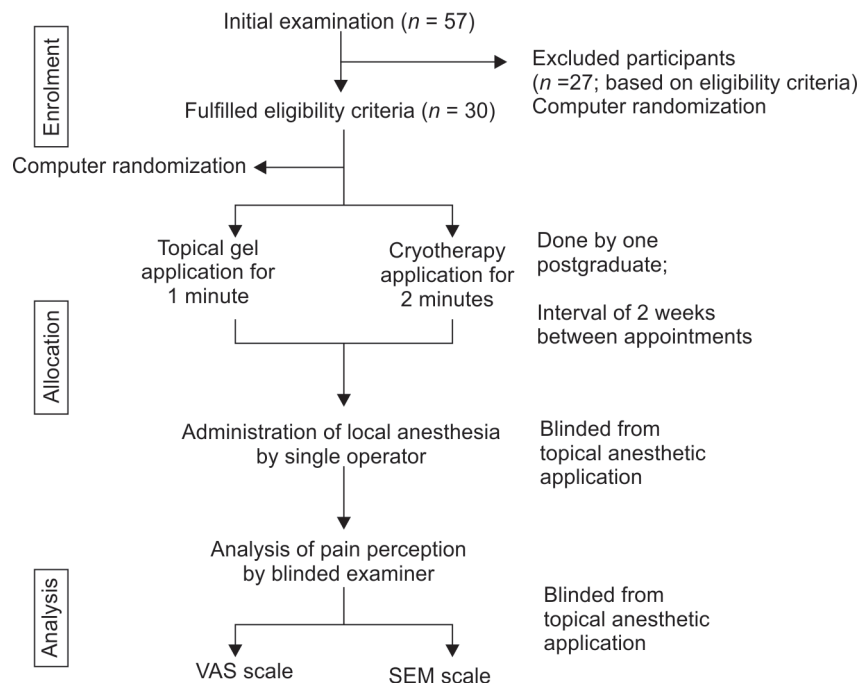 Enrolment
Initial examination (n = 57)
Excluded participants
(n =27; based on eligibility criteria)
Computer randomization
Fulfilled eligibility criteria (n = 30)
Computer randomization
Allocation
Topical gel
application for
1 minute
Cryotherapy
application for
2 minutes
Done by one
postgraduate;
Interval of 2 weeks
between appointments
Administration of local anesthesia
by single operator
Blinded from
topical anesthetic
application
Analysis
Analysis of pain perception
by blinded examiner
Blinded from
topical anesthetic
application
VAS scale
SEM scale